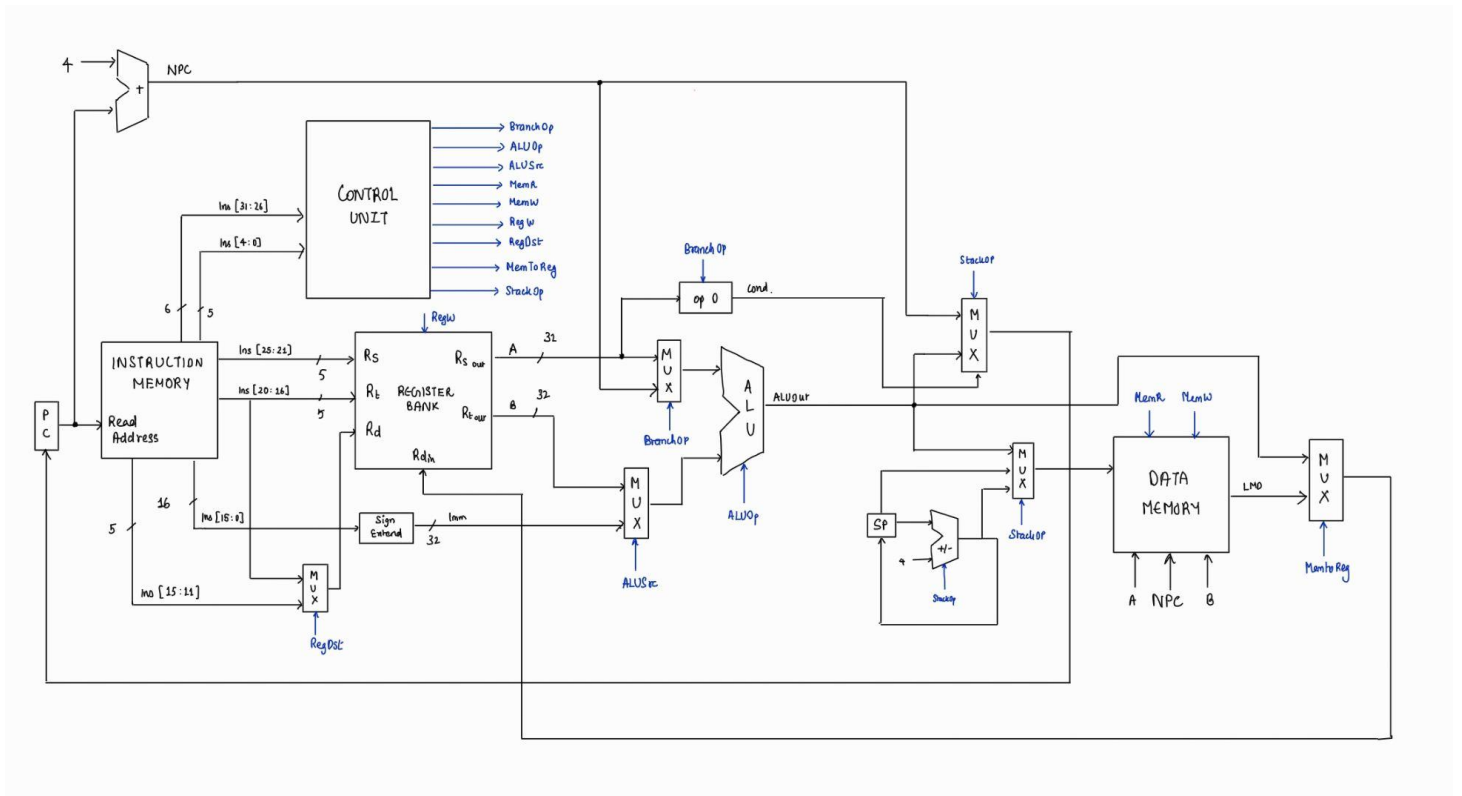 4
NPC
+
BranchOp
ALUOp
ALUSrc
MemR
MemW
RegW
RegDst
MemToReg
StackOp
CONTROL
UNIT
Ins [31:26]
Ins [4:0]
6
5
INSTRUCTION
MEMORY
Read
Address
P
C
Ins [25:21]
5
Ins [20:16]
5
RegW
Rs
Rt
Rd
REGISTER
BANK
Rs out
Rt out
Rdin
A
32
B
32
16
Ins [15:0]
5
Ins [15:11]
Sign
Extend
Imm
32
M
U
X
RegDst
BranchOp
op 0
Cond.
M
U
X
BranchOp
M
U
X
ALUSrc
A
L
U
ALUOp
ALUOut
StackOP
M
U
X
SP
4
+/-
StackOp
M
U
X
StackOP
MemR
MemW
DATA
MEMORY
A
NPC
B
LMD
M
U
X
MemtoReg